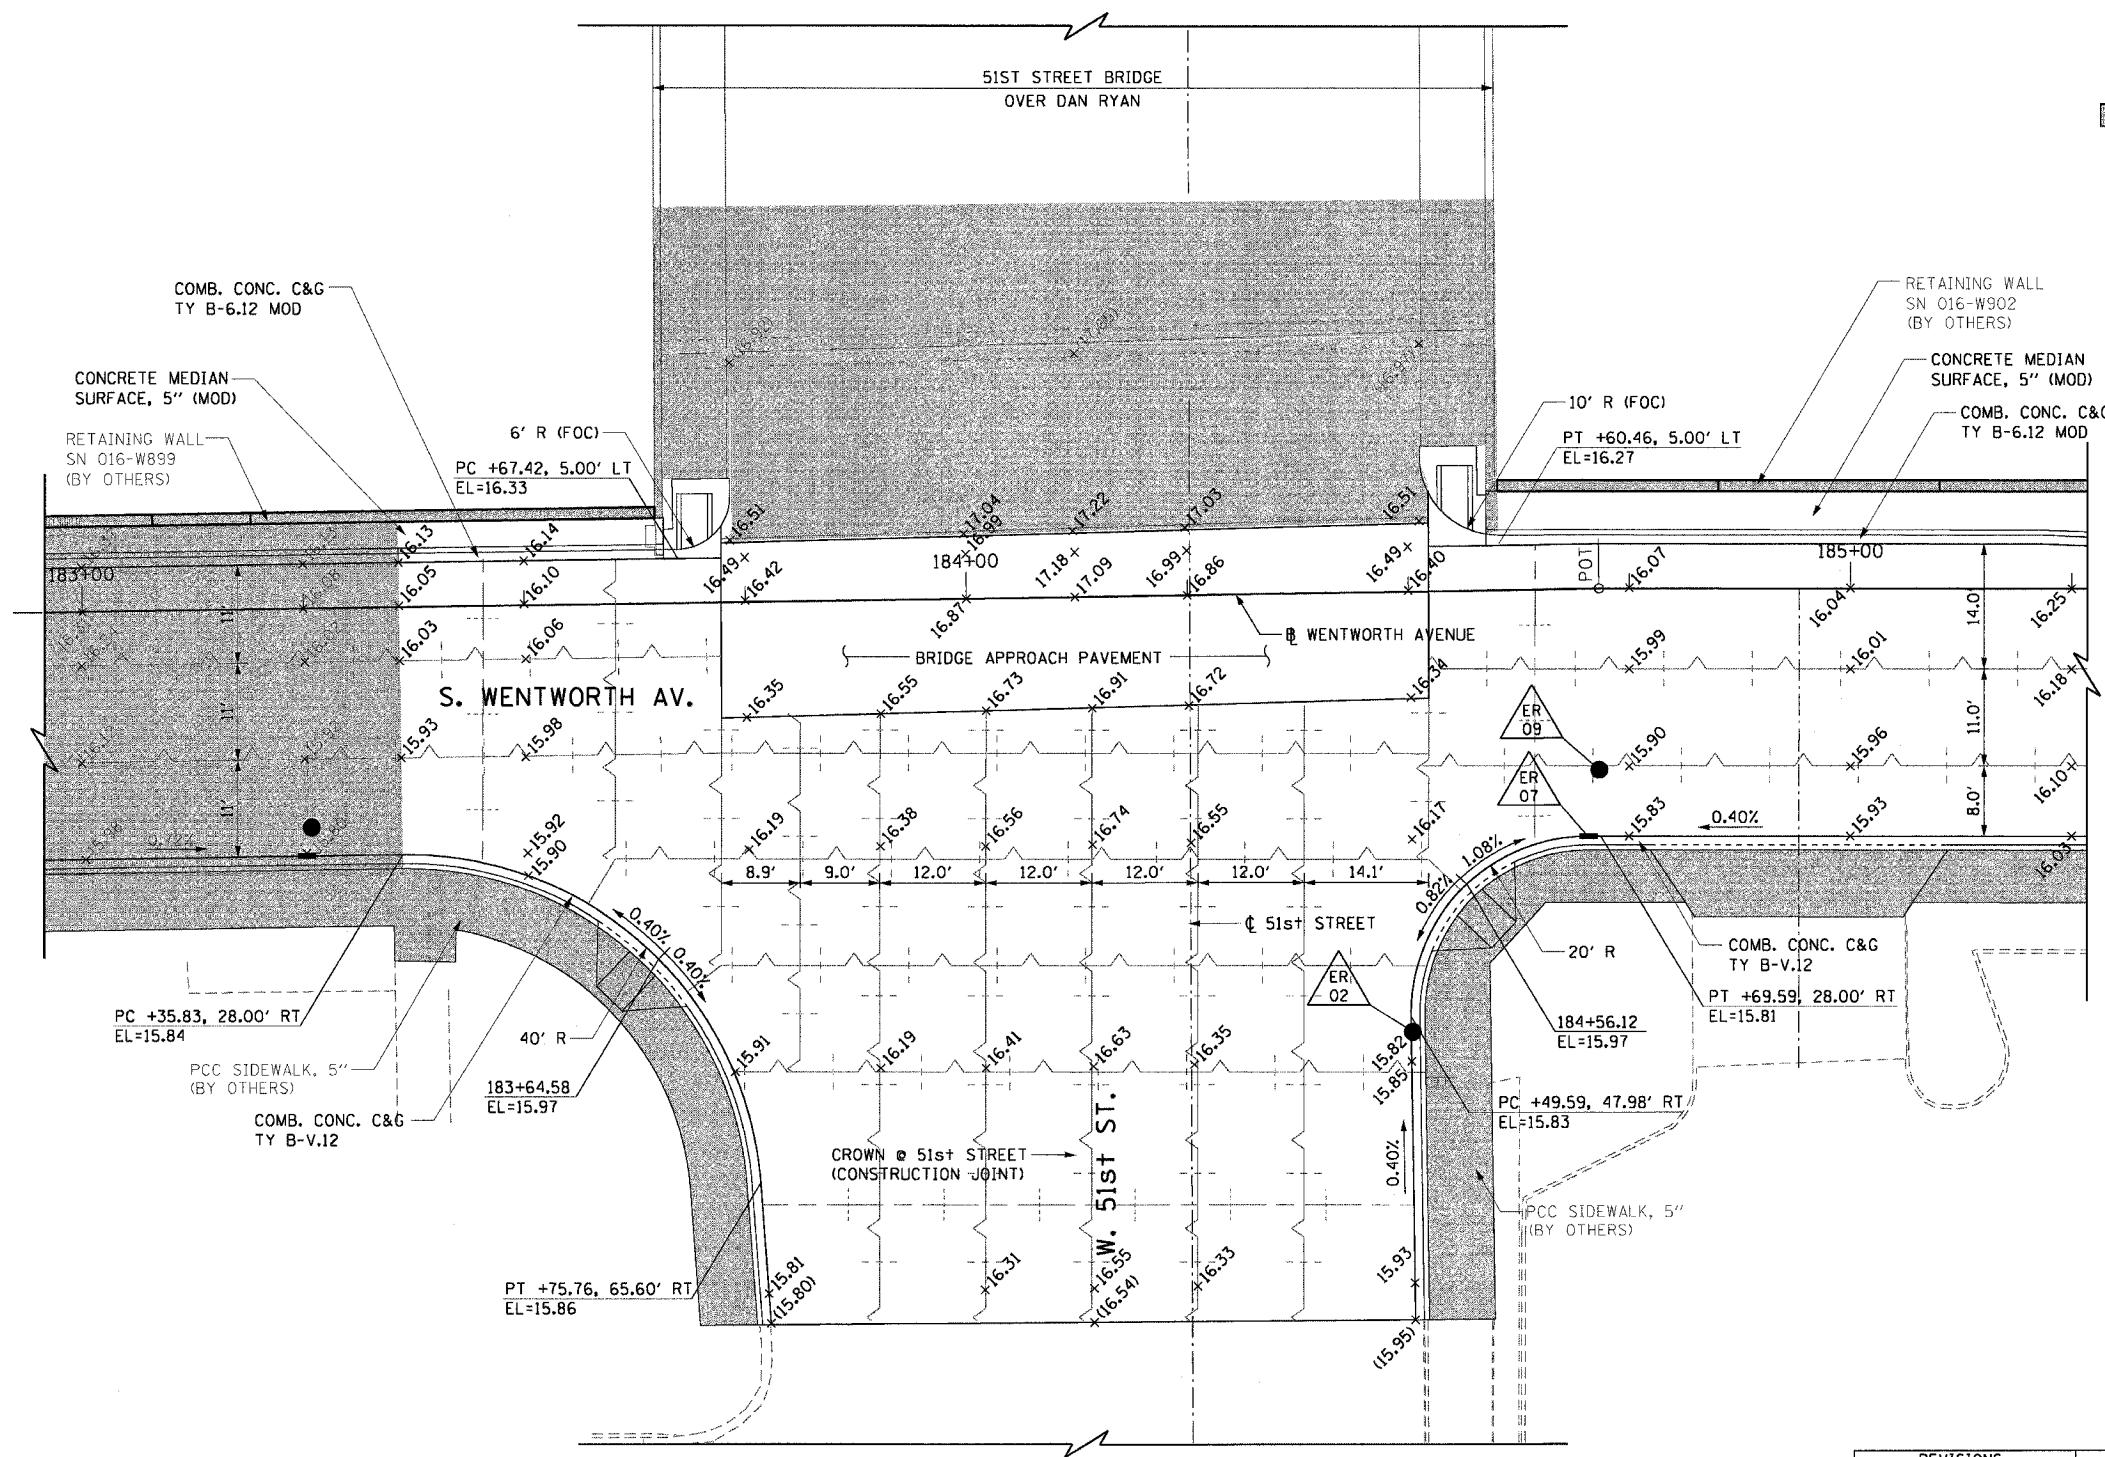 51ST STREET BRIDGE
OVER DAN RYAN
COMB. CONC. C&G
TY B-6.12 MOD
CONCRETE MEDIAN
SURFACE, 5" (MOD)
RETAINING WALL
SN 016-W899
(BY OTHERS)
6' R (FOC)
PC +67.42, 5.00' LT
EL=16.33
RETAINING WALL
SN 016-W902
(BY OTHERS)
CONCRETE MEDIAN
SURFACE, 5" (MOD)
COMB. CONC. C&G
TY B-6.12 MOD
10' R (FOC)
PT +60.46, 5.00' LT
EL=16.27
16.51
17.04
16.99
17.22
17.03
16.51
16.13
16.14
183+00
184+00
185+00
POT
16.05
16.10
16.49
16.42
16.87
17.18
17.09
16.99
16.86
16.49
16.40
16.07
16.04
16.25
16.03
16.06
11'
11'
11'
℄ WENTWORTH AVENUE
BRIDGE APPROACH PAVEMENT
S. WENTWORTH AV.
15.99
16.01
16.18
14.0'
11.0'
8.0'
16.35
16.55
16.73
16.91
16.72
16.34
15.93
15.98
ER
09
ER
07
15.90
15.96
16.10
15.92
15.90
16.19
16.38
16.56
16.74
16.55
16.17
15.83
15.93
16.03
0.40%
8.9'
9.0'
12.0'
12.0'
12.0'
12.0'
14.1'
1.08%
0.82%
0.40%
0.40%
℄ 51st STREET
ER
02
20' R
COMB. CONC. C&G
TY B-V.12
PT +69.59, 28.00' RT
EL=15.81
184+56.12
EL=15.97
PC +35.83, 28.00' RT
EL=15.84
40' R
PCC SIDEWALK, 5"
(BY OTHERS)
183+64.58
EL=15.97
COMB. CONC. C&G
TY B-V.12
15.91
16.19
16.41
16.63
16.35
15.82
15.85
PC +49.59, 47.98' RT
EL=15.83
CROWN @ 51st STREET
(CONSTRUCTION JOINT)
W. 51st ST.
0.40%
PCC SIDEWALK, 5"
(BY OTHERS)
PT +75.76, 65.60' RT
EL=15.86
15.81
(15.80)
16.31
16.55
(16.54)
16.33
15.93
(15.95)
REVISIONS